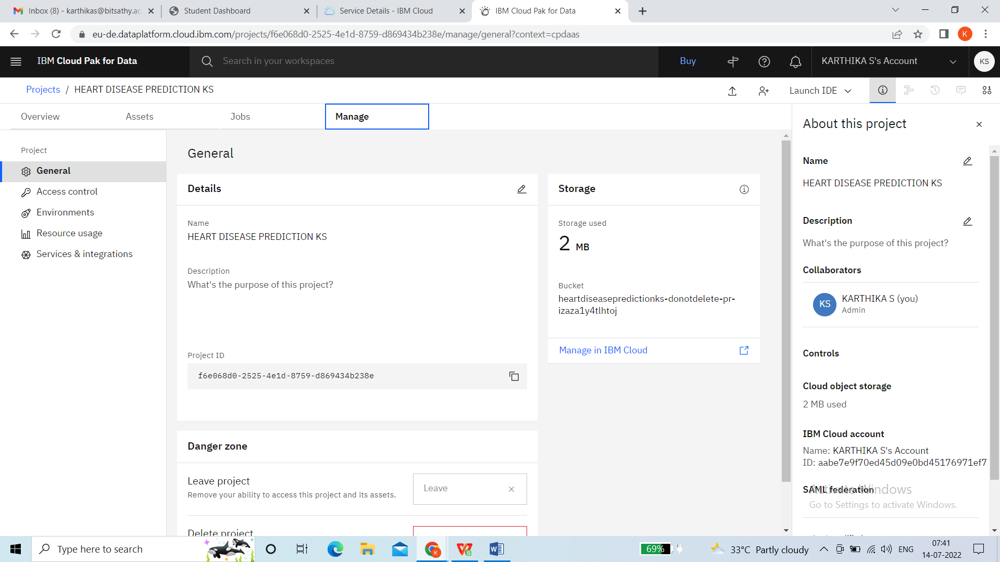 Inbox (8) - karthikas@bitsathy.ac.
Student Dashboard
Service Details - IBM Cloud
IBM Cloud Pak for Data
eu-de.dataplatform.cloud.ibm.com/projects/f6e068d0-2525-4e1d-8759-d869434b238e/manage/general?context=cpdaas
K
IBM Cloud Pak for Data
Search in your workspaces
Buy
KARTHIKA S's Account
KS
Projects / HEART DISEASE PREDICTION KS
Launch IDE
Overview
Assets
Jobs
Manage
Project
General
Access control
Environments
Resource usage
Services & integrations
General
Details
Name
HEART DISEASE PREDICTION KS
Description
What's the purpose of this project?
Project ID
f6e068d0-2525-4e1d-8759-d869434b238e
Danger zone
Leave project
Remove your ability to access this project and its assets.
Leave
Delete project
Storage
Storage used
2 MB
Bucket
heartdiseasepredictionks-donotdelete-pr-
izaza1y4tlhtoj
Manage in IBM Cloud
About this project
Name
HEART DISEASE PREDICTION KS
Description
What's the purpose of this project?
Collaborators
KS
KARTHIKA S (you)
Admin
Controls
Cloud object storage
2 MB used
IBM Cloud account
Name: KARTHIKA S's Account
ID: aabe7e9f70ed45d09e0bd45176971ef7
SAML federation
Activate Windows
Go to Settings to activate Windows.
Type here to search
69%
33°C Partly cloudy
ENG
07:41
14-07-2022